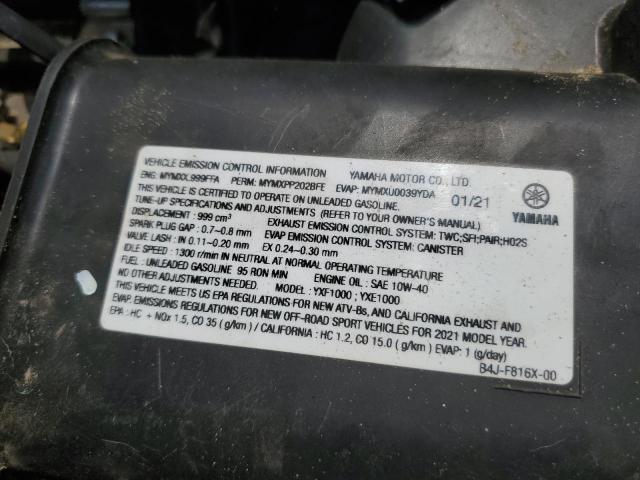 VEHICLE EMISSION CONTROL INFORMATION YAMAHA MOTOR CO., LTD.
ENG: MYMXX.999FFA PERM: MYMXPP202BFE EVAP: MYMXU0039YDA 01/21
YAMAHA
THIS VEHICLE IS CERTIFIED TO OPERATE ON UNLEADED GASOLINE.
TUNE-UP SPECIFICATIONS AND ADJUSTMENTS (REFER TO YOUR OWNER'S MANUAL)
DISPLACEMENT : 999 cm³ EXHAUST EMISSION CONTROL SYSTEM: TWC;SFI;PAIR;HO2S
SPARK PLUG GAP : 0.7-0.8 mm EVAP EMISSION CONTROL SYSTEM: CANISTER
VALVE LASH : IN 0.11-0.20 mm EX 0.24-0.30 mm
IDLE SPEED : 1300 r/min IN NEUTRAL AT NORMAL OPERATING TEMPERATURE
FUEL : UNLEADED GASOLINE 95 RON MIN ENGINE OIL : SAE 10W-40
NO OTHER ADJUSTMENTS NEEDED. MODEL : YXF1000 ; YXE1000
THIS VEHICLE MEETS US EPA REGULATIONS FOR NEW ATV-Bs, AND CALIFORNIA EXHAUST AND
EVAP. EMISSIONS REGULATIONS FOR NEW OFF-ROAD SPORT VEHICLES FOR 2021 MODEL YEAR.
EPA : HC + NOx 1.5, CO 35 ( g/km ) / CALIFORNIA : HC 1.2, CO 15.0 ( g/km ) EVAP: 1 (g/day)
B4J-F816X-00